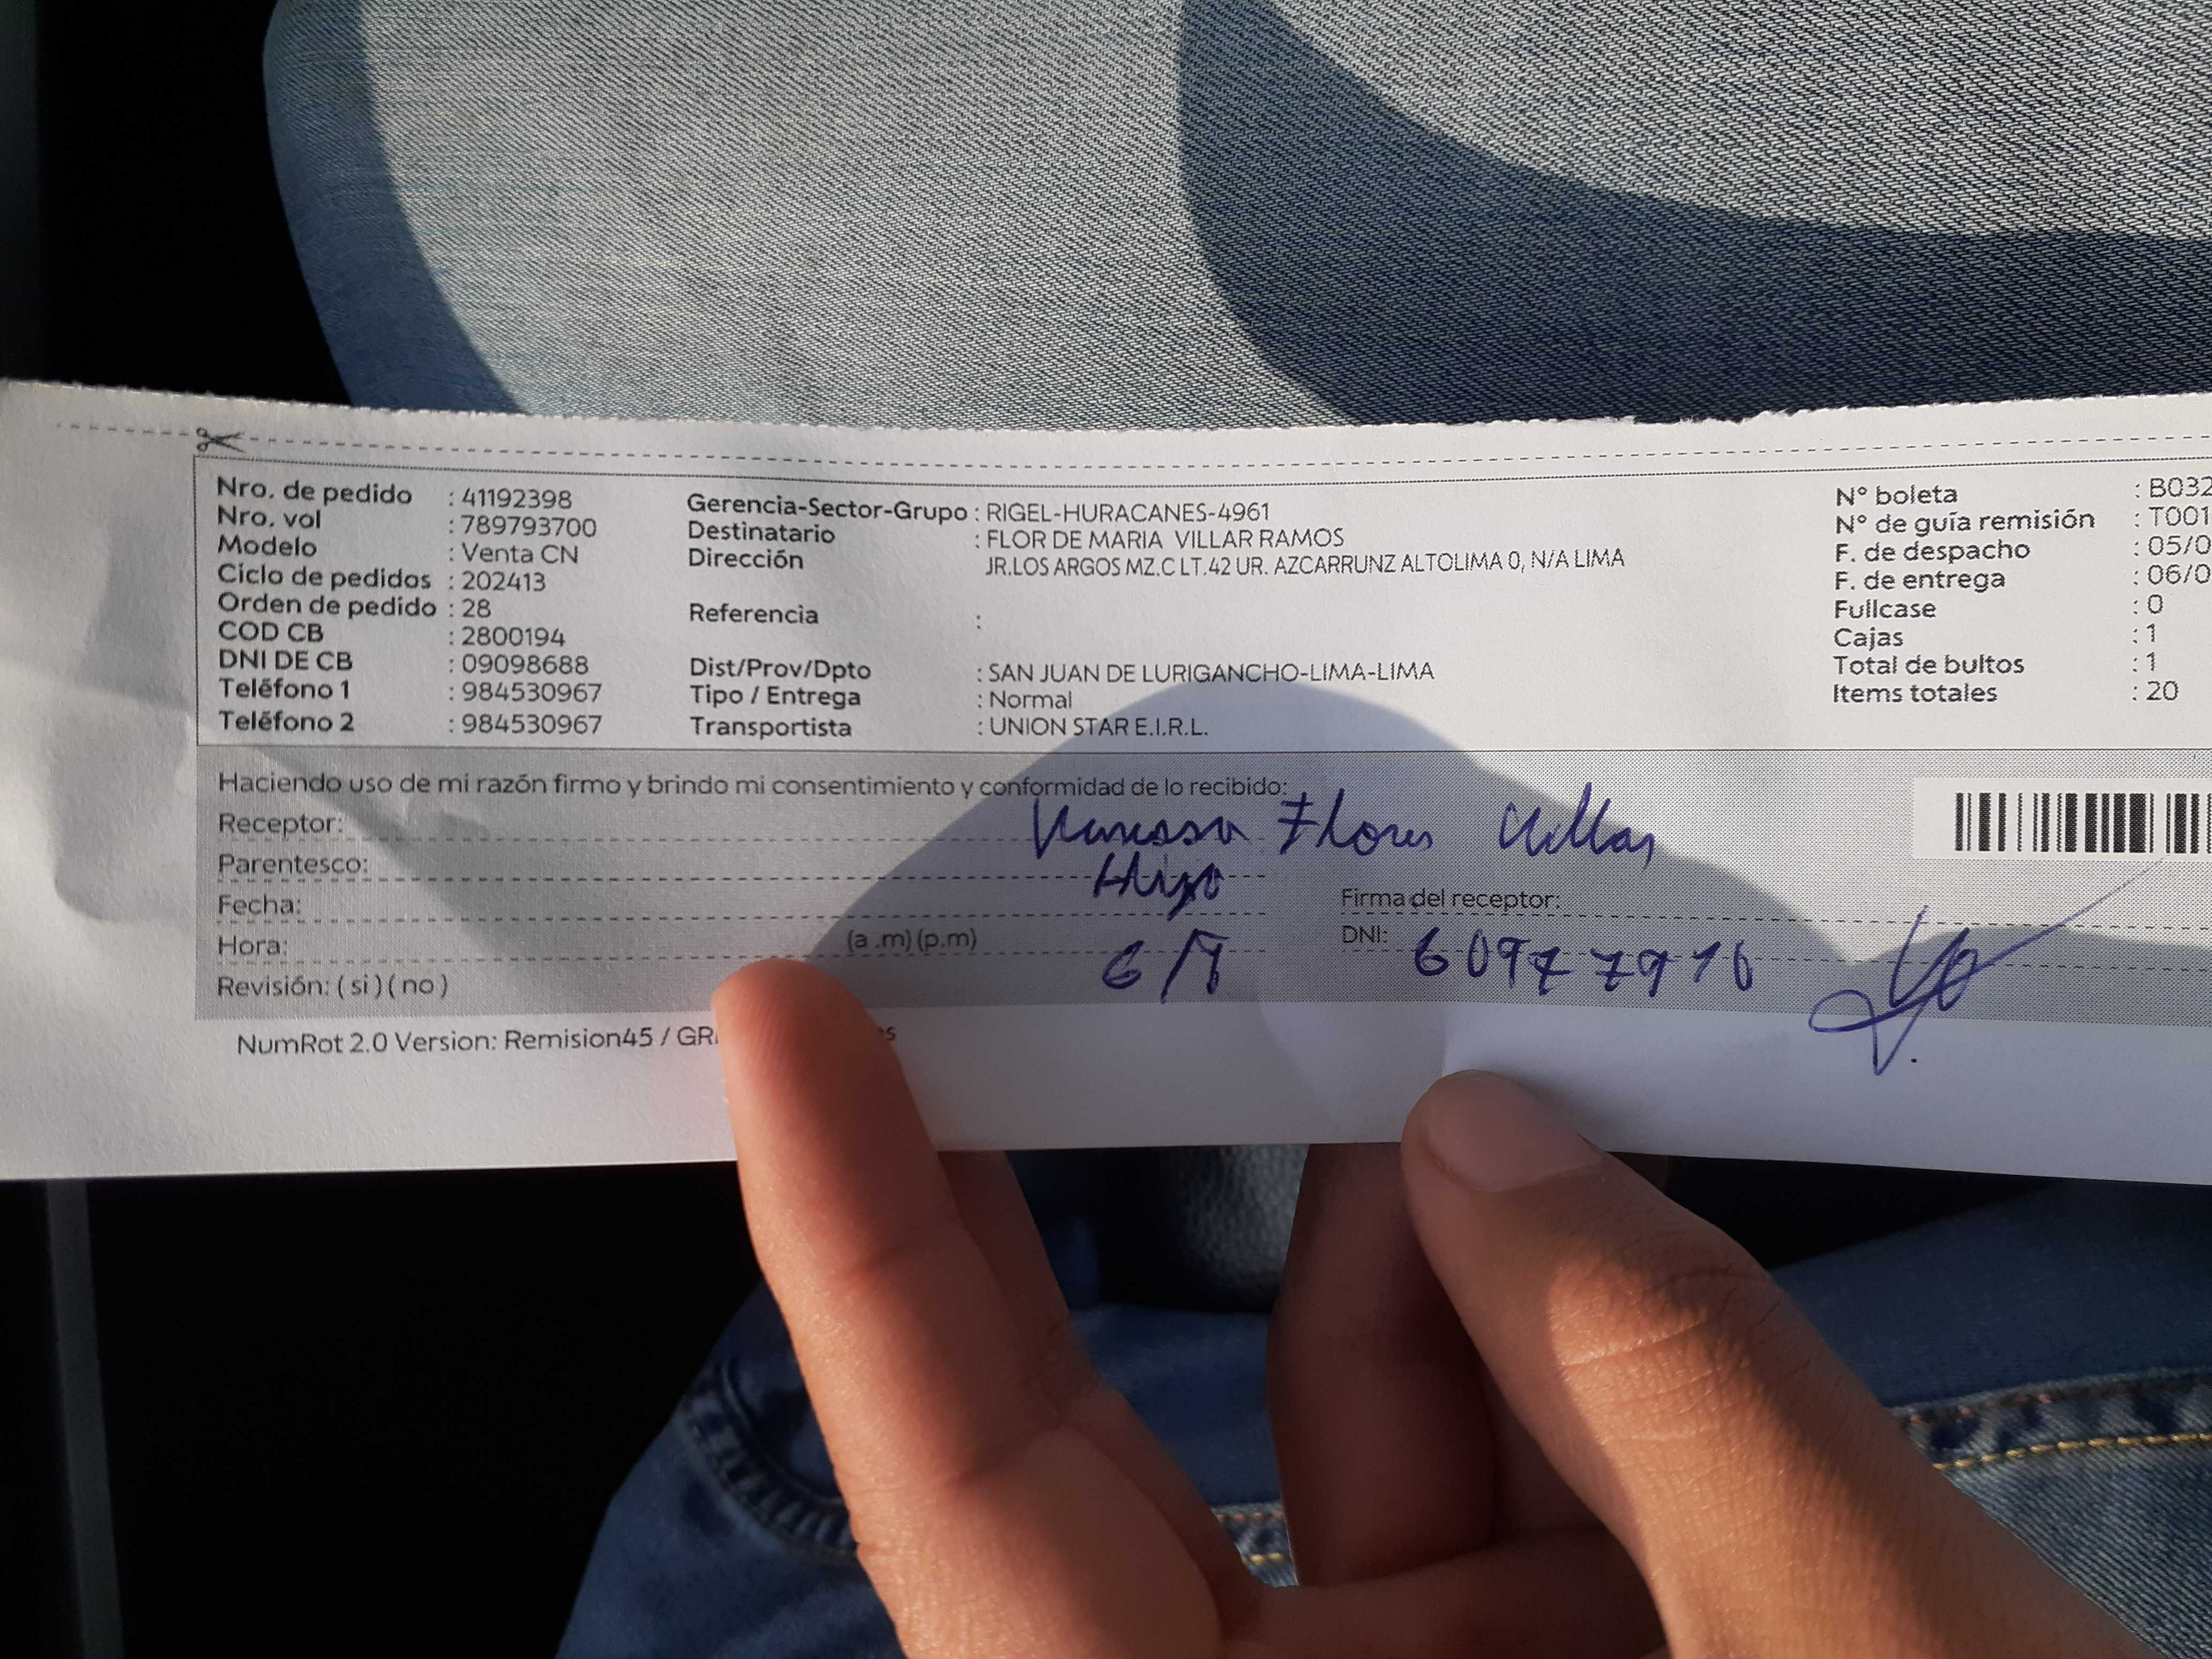 Nro. de pedido : 41192398
Nro. vol : 789793700
Modelo : Venta CN
Ciclo de pedidos : 202413
Orden de pedido : 28
COD CB : 2800194
DNI DE CB : 09098688
Teléfono 1 : 984530967
Teléfono 2 : 984530967
Gerencia-Sector-Grupo : RIGEL-HURACANES-4961
Destinatario : FLOR DE MARIA VILLAR RAMOS
Dirección JR.LOS ARGOS MZ.C LT.42 UR. AZCARRUNZ ALTOLIMA 0, N/A LIMA
Referencia :
Dist/Prov/Dpto : SAN JUAN DE LURIGANCHO-LIMA-LIMA
Tipo / Entrega : Normal
Transportista : UNION STAR E.I.R.L.
N° boleta : B032
N° de guía remisión : T001
F. de despacho : 05/0
F. de entrega : 06/0
Fullcase : 0
Cajas : 1
Total de bultos : 1
Items totales : 20
Haciendo uso de mi razón firmo y brindo mi consentimiento y conformidad de lo recibido:
Receptor: Vanessa Flores Villar
Parentesco: Hija
Fecha:
Hora: (a .m) (p.m)
Revisión: ( si ) ( no )
Firma del receptor:
DNI:
NumRot 2.0 Version: Remision45 / GR